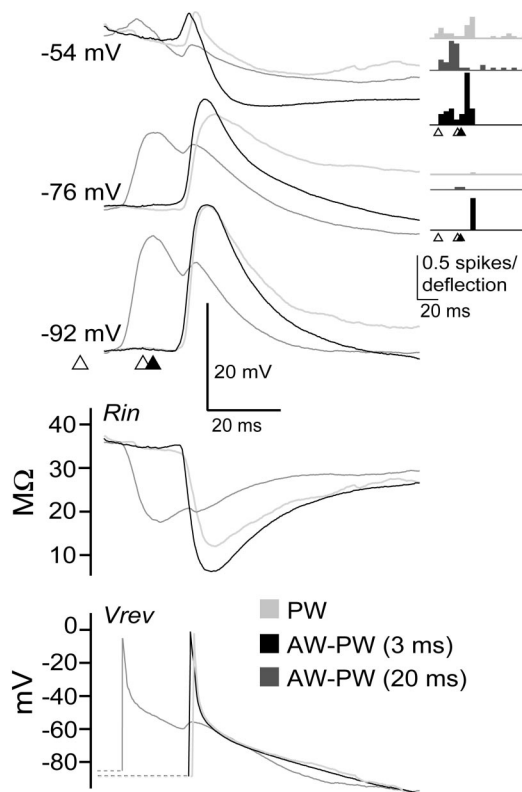 -54 mV
-76 mV
0.5 spikes/
deflection
20 ms
-92 mV
20 mV
20 ms
Rin
40
30
20
10
MΩ
Vrev
0
-20
-40
-60
-80
mV
PW
AW-PW (3 ms)
AW-PW (20 ms)